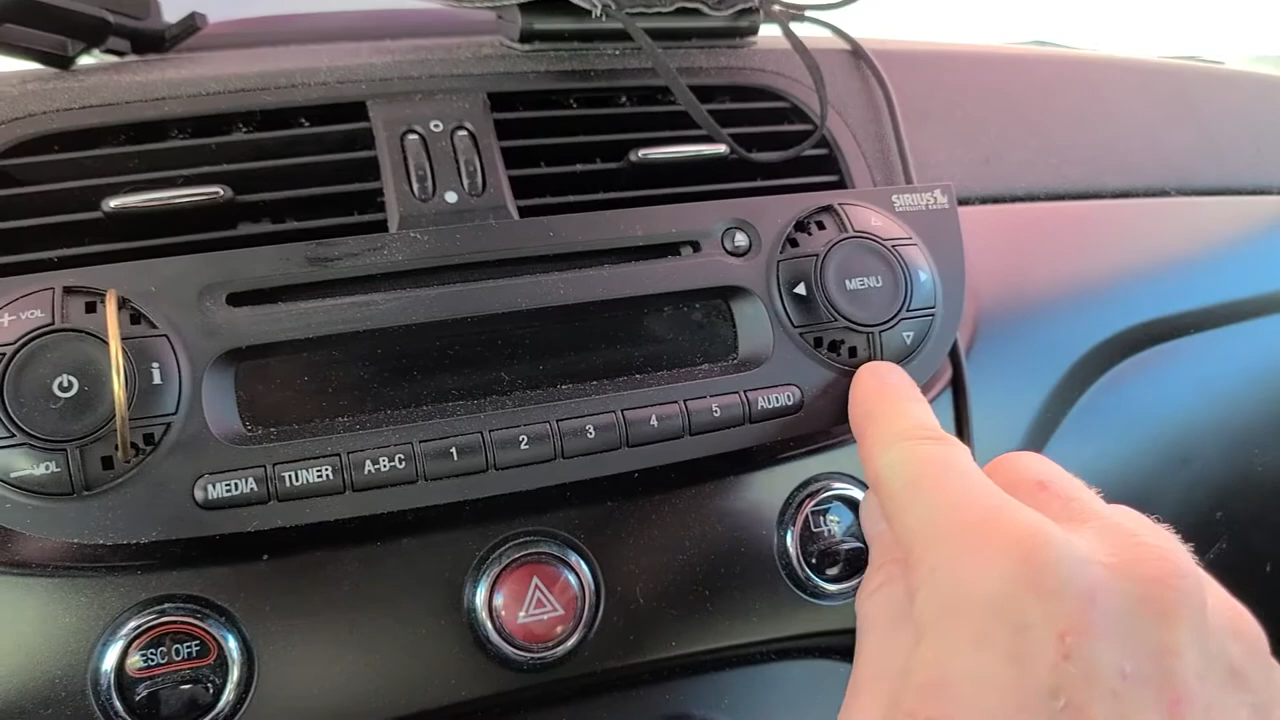 SIRIUS
SATELLITE RADIO
MENU
+ VOL
i
-VOL
MEDIA
TUNER
A-B-C
1
2
3
4
5
AUDIO
ESC OFF